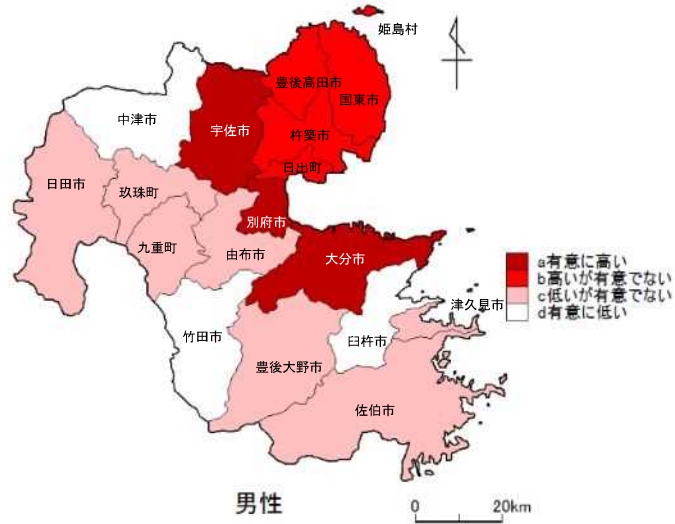 姫島村
豊後高田市
国東市
中津市
宇佐市
杵築市
日出町
日田市
玖珠町
別府市
九重町
由布市
大分市
a有意に高い
b高いが有意でない
c低いが有意でない
d有意に低い
津久見市
竹田市
臼杵市
豊後大野市
佐伯市
男性
0 20km